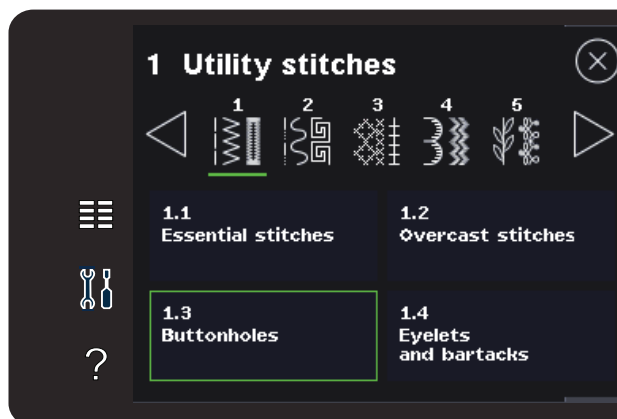 1 Utility stitches
1 2 3 4 5
1.1
Essential stitches
1.2
Overcast stitches
1.3
Buttonholes
1.4
Eyelets
and bartacks
?